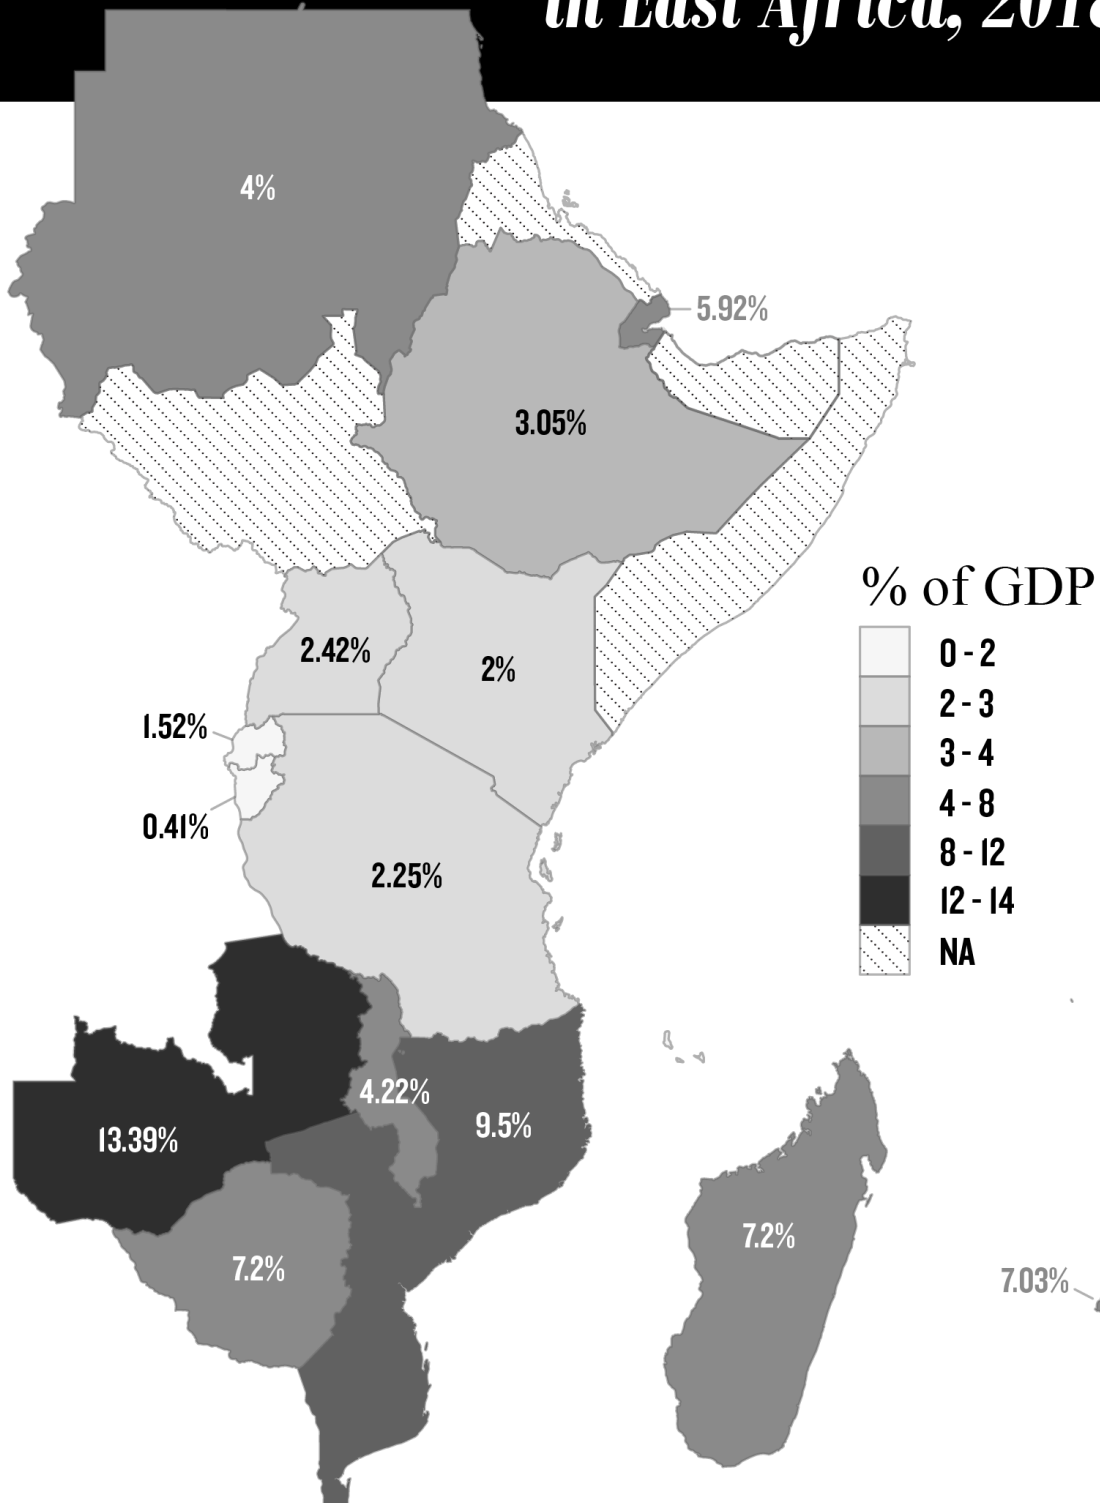 in East Africa, 2018
4%
5.92%
3.05%
% of GDP
0 - 2
2 - 3
3 - 4
4 - 8
8 - 12
12 - 14
NA
2.42%
2%
1.52%
0.41%
2.25%
4.22%
9.5%
13.39%
7.2%
7.2%
7.03%